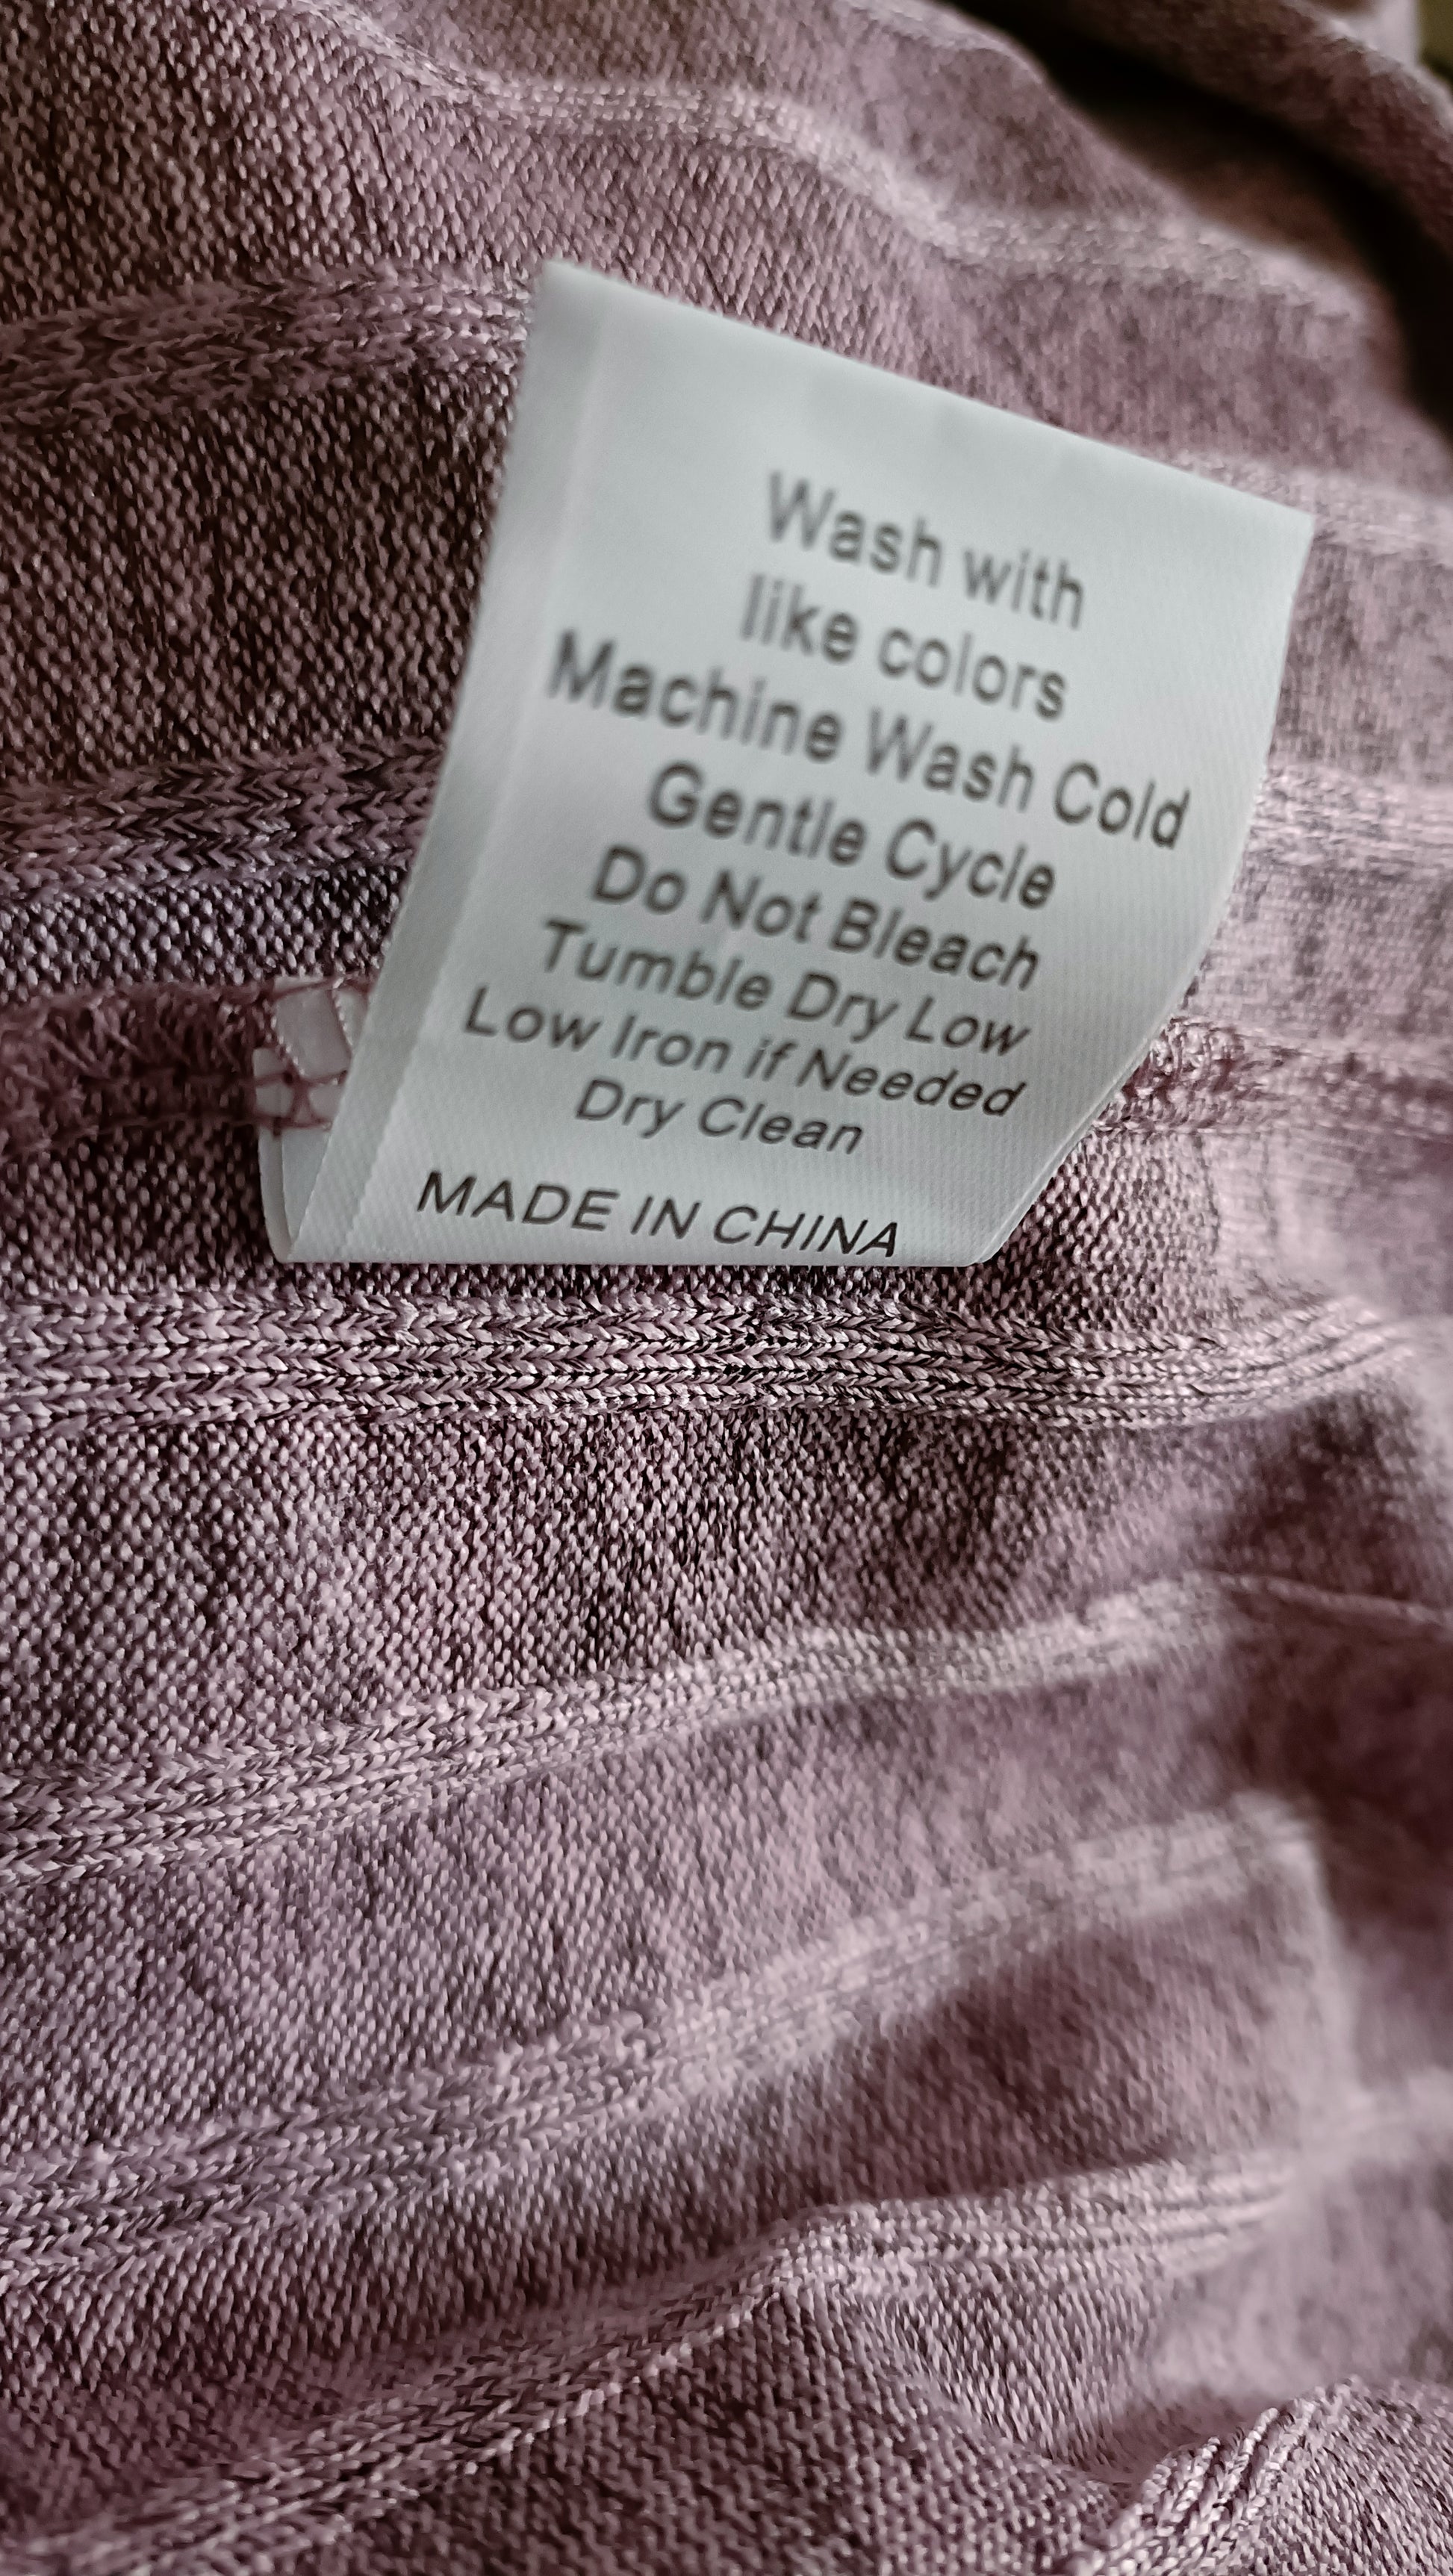 Wash with
like colors
Machine Wash Cold
Gentle Cycle
Do Not Bleach
Tumble Dry Low
Low Iron if Needed
Dry Clean
MADE IN CHINA